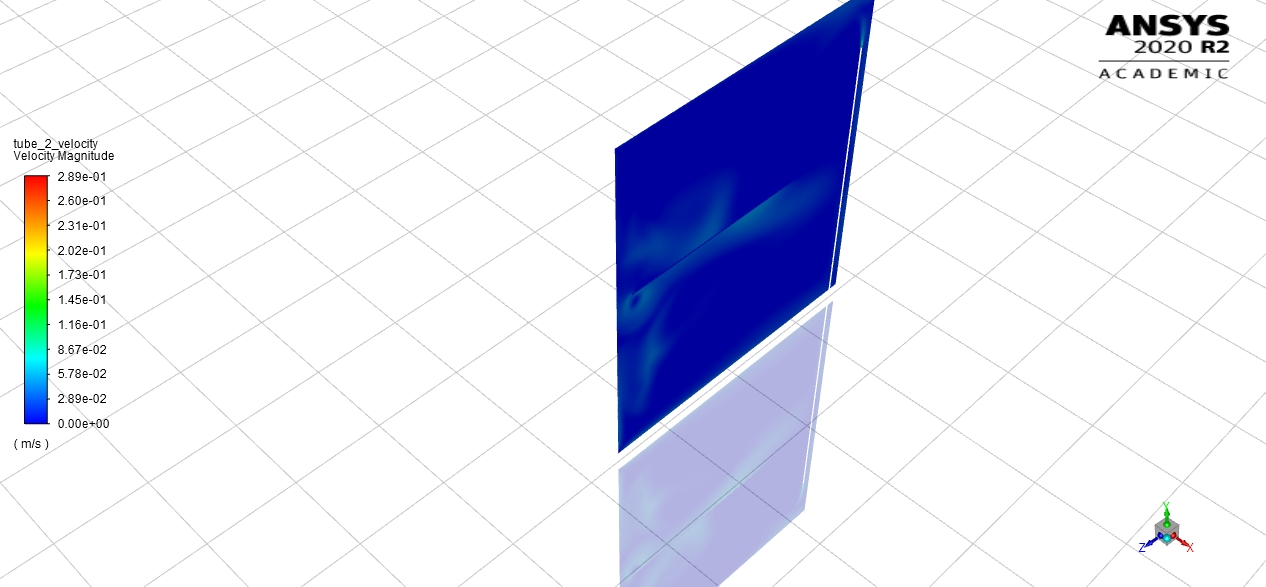 ANSYS
2020 R2
ACADEMIC
tube_2_velocity
Velocity Magnitude
2.89e-01
2.60e-01
2.31e-01
2.02e-01
1.73e-01
1.45e-01
1.16e-01
8.67e-02
5.78e-02
2.89e-02
0.00e+00
( m/s )
Y
Z
X